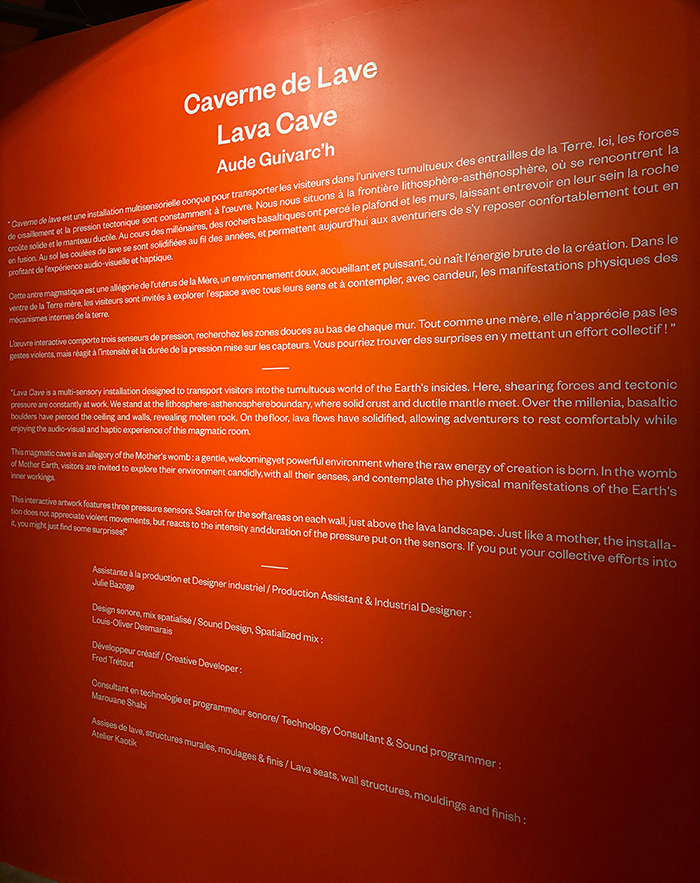 Caverne de Lave
Lava Cave
Aude Guivarc'h
" Caverne de lave est une installation multisensorielle conçue pour transporter les visiteurs dans l'univers tumultueux des entrailles de la Terre. Ici, les forces
de cisaillement et la pression tectonique sont constamment à l'œuvre. Nous nous situons à la frontière lithosphère-asthénosphère, où se rencontrent la
croûte solide et le manteau ductile. Au cours des millénaires, des rochers basaltiques ont percé le plafond et les murs, laissant entrevoir en leur sein la roche
en fusion. Au sol les coulées de lave se sont solidifiées au fil des années, et permettent aujourd'hui aux aventuriers de s'y reposer confortablement tout en
profitant de l'expérience audio-visuelle et haptique.
Cette antre magmatique est une allégorie de l'utérus de la Mère, un environnement doux, accueillant et puissant, où naît l'énergie brute de la création. Dans le
ventre de la Terre mère, les visiteurs sont invités à explorer l'espace avec tous leurs sens et à contempler, avec candeur, les manifestations physiques des
mécanismes internes de la terre.
L'œuvre interactive comporte trois senseurs de pression, recherchez les zones douces au bas de chaque mur. Tout comme une mère, elle n'apprécie pas les
gestes violents, mais réagit à l'intensité et la durée de la pression mise sur les capteurs. Vous pourriez trouver des surprises en y mettant un effort collectif ! "
"Lava Cave is a multi-sensory installation designed to transport visitors into the tumultuous world of the Earth's insides. Here, shearing forces and tectonic
pressure are constantly at work. We stand at the lithosphere-asthenosphere boundary, where solid crust and ductile mantle meet. Over the millenia, basaltic
boulders have pierced the ceiling and walls, revealing molten rock. On the floor, lava flows have solidified, allowing adventurers to rest comfortably while
enjoying the audio-visual and haptic experience of this magmatic room.
This magmatic cave is an allegory of the Mother's womb : a gentle, welcoming yet powerful environment where the raw energy of creation is born. In the womb
of Mother Earth, visitors are invited to explore their environment candidly, with all their senses, and contemplate the physical manifestations of the Earth's
inner workings.
This interactive artwork features three pressure sensors. Search for the soft areas on each wall, just above the lava landscape. Just like a mother, the installa-
tion does not appreciate violent movements, but reacts to the intensity and duration of the pressure put on the sensors. If you put your collective efforts into
it, you might just find some surprises!"
Assistante à la production et Designer industriel / Production Assistant & Industrial Designer :
Julie Bazoge
Design sonore, mix spatialisé / Sound Design, Spatialized mix :
Louis-Oliver Desmarais
Développeur créatif / Creative Developer :
Fred Trétout
Consultant en technologie et programmeur sonore/ Technology Consultant & Sound programmer :
Marouane Shabi
Assises de lave, structures murales, moulages & finis / Lava seats, wall structures, mouldings and finish :
Atelier Kaotik